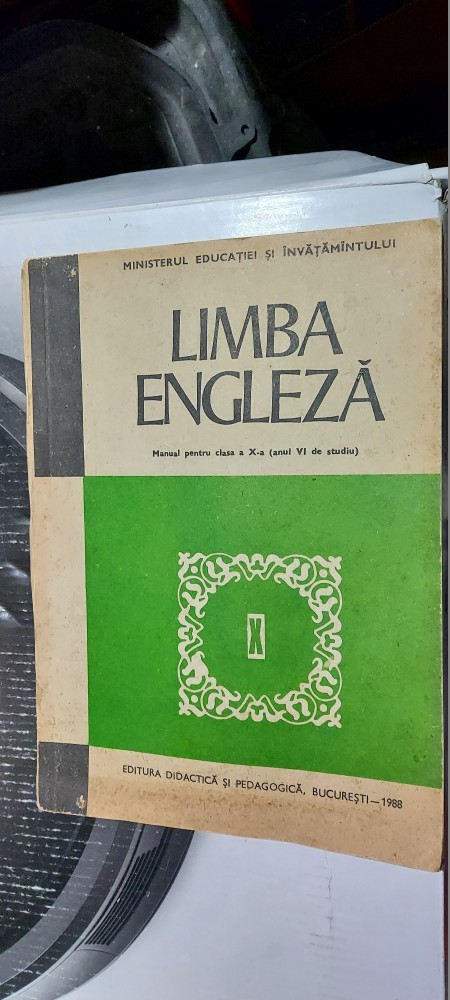 MINISTERUL EDUCAȚIEI ȘI ÎNVĂȚĂMÎNTULUI
LIMBA
ENGLEZĂ
Manual pentru clasa a X-a (anul VI de studiu)
X
EDITURA DIDACTICĂ ȘI PEDAGOGICĂ, BUCUREȘTI—1988